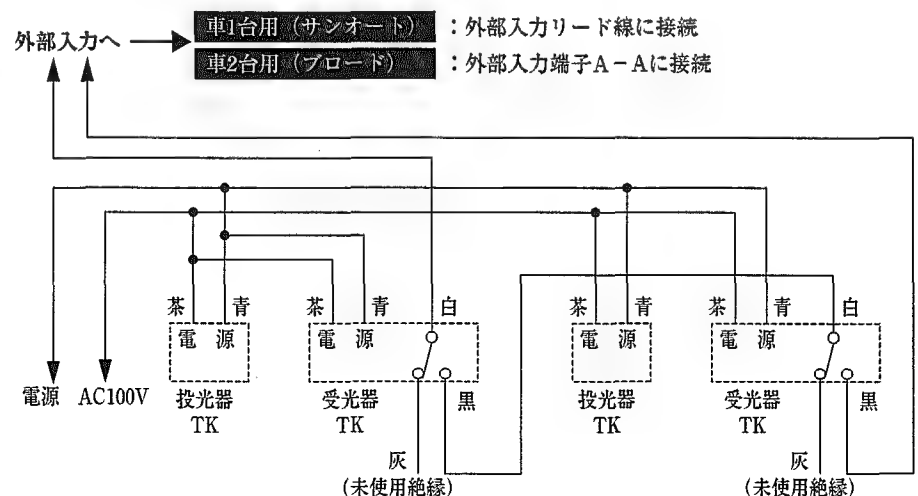 外部入力へ
車1台用（サンオート）：外部入力リード線に接続
車2台用（ブロード）：外部入力端子A－Aに接続
茶 青 茶 青 白 茶 青 茶 青 白
電 源 電 源 電 源 電 源
電源 AC100V 投光器 受光器 黒 投光器 受光器 黒
TK TK TK TK
灰 灰
(未使用絶縁) (未使用絶縁)